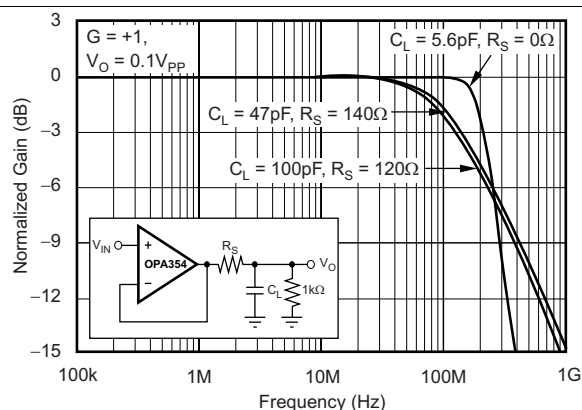 G = +1,
V_O = 0.1V_PP
C_L = 5.6pF, R_S = 0Ω
C_L = 47pF, R_S = 140Ω
C_L = 100pF, R_S = 120Ω
Normalized Gain (dB)
3
0
−3
−6
−9
−12
−15
V_IN
+
−
OPA354
R_S
V_O
C_L
1kΩ
100k
1M
10M
100M
1G
Frequency (Hz)